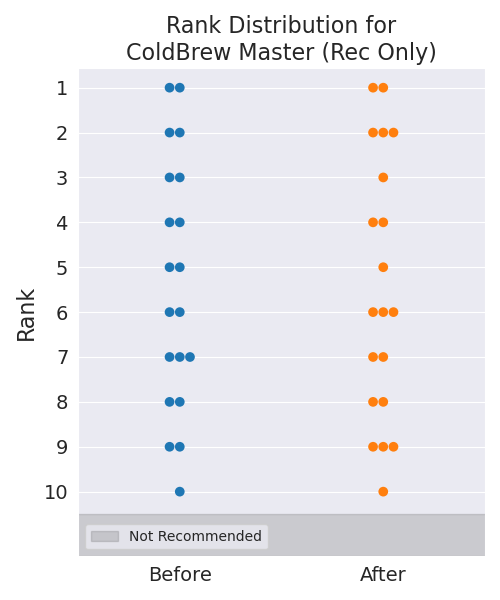 Rank Distribution for
ColdBrew Master (Rec Only)
Rank
1
2
3
4
5
6
7
8
9
10
Not Recommended
Before
After